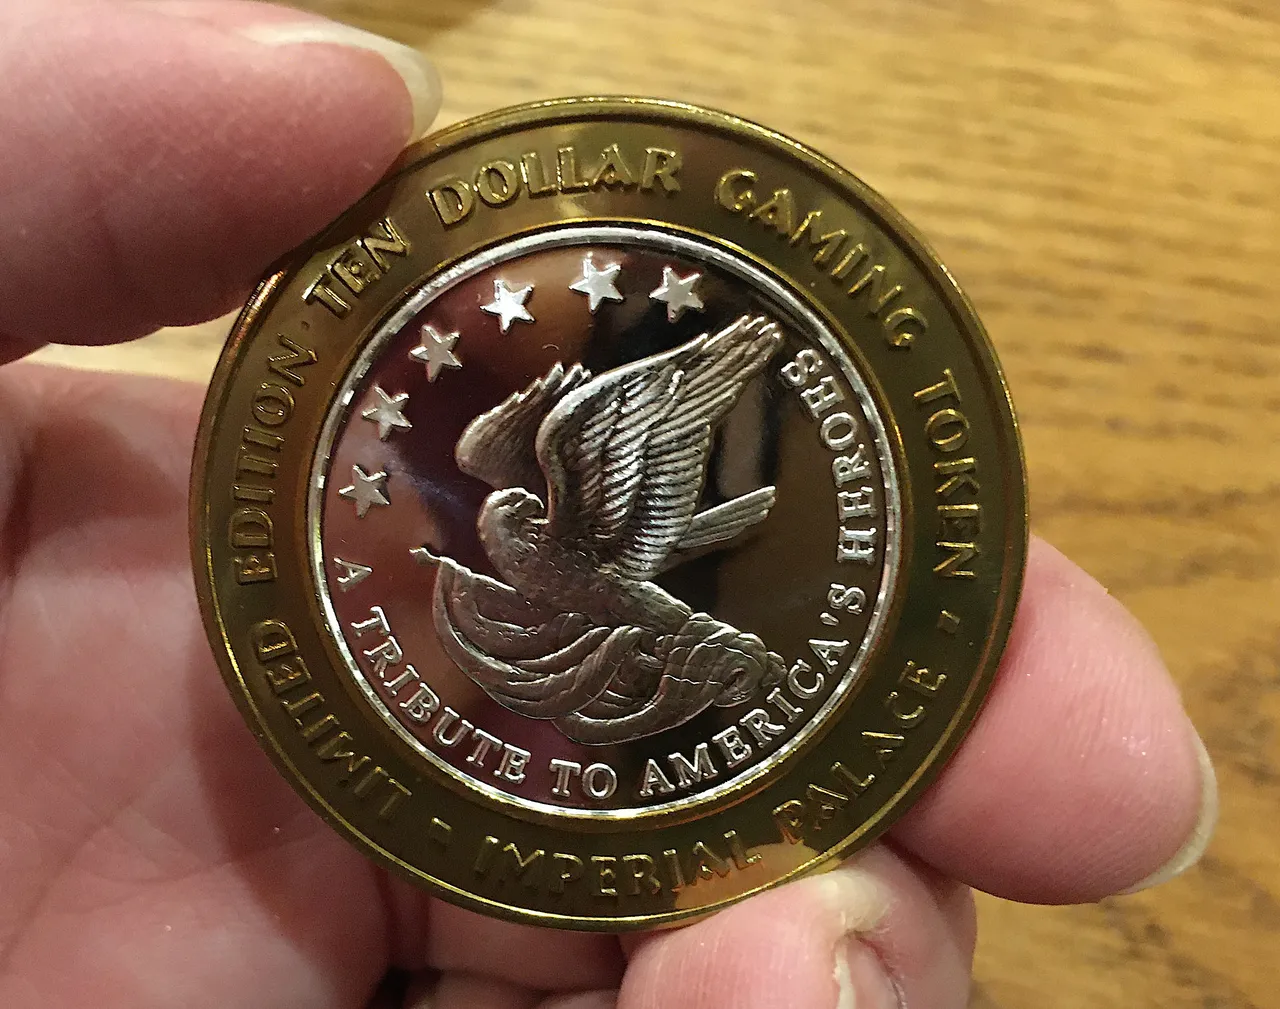 LIMITED EDITION · TEN DOLLAR GAMING TOKEN -
- IMPERIAL PALACE
A TRIBUTE TO AMERICA'S HEROES